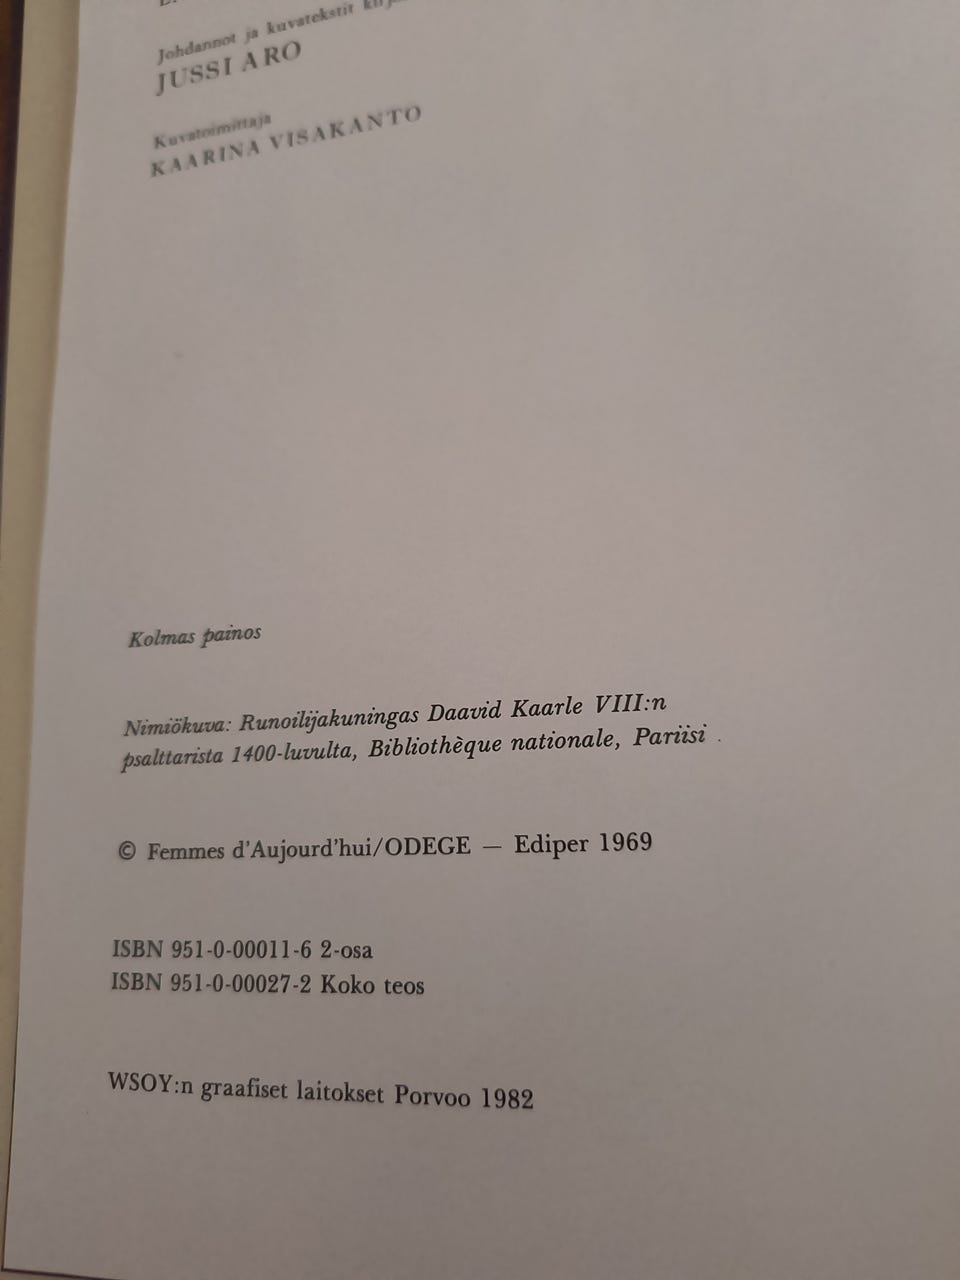 Johdannot ja kuvatekstit
JUSSI ARO
Kuvatoimittaja
KAARINA VISAKANTO
Kolmas painos
Nimiökuva: Runoilijakuningas Daavid Kaarle VIII:n
psalttarista 1400-luvulta, Bibliothèque nationale, Pariisi .
© Femmes d'Aujourd'hui/ODEGE — Ediper 1969
ISBN 951-0-00011-6 2-osa
ISBN 951-0-00027-2 Koko teos
WSOY:n graafiset laitokset Porvoo 1982